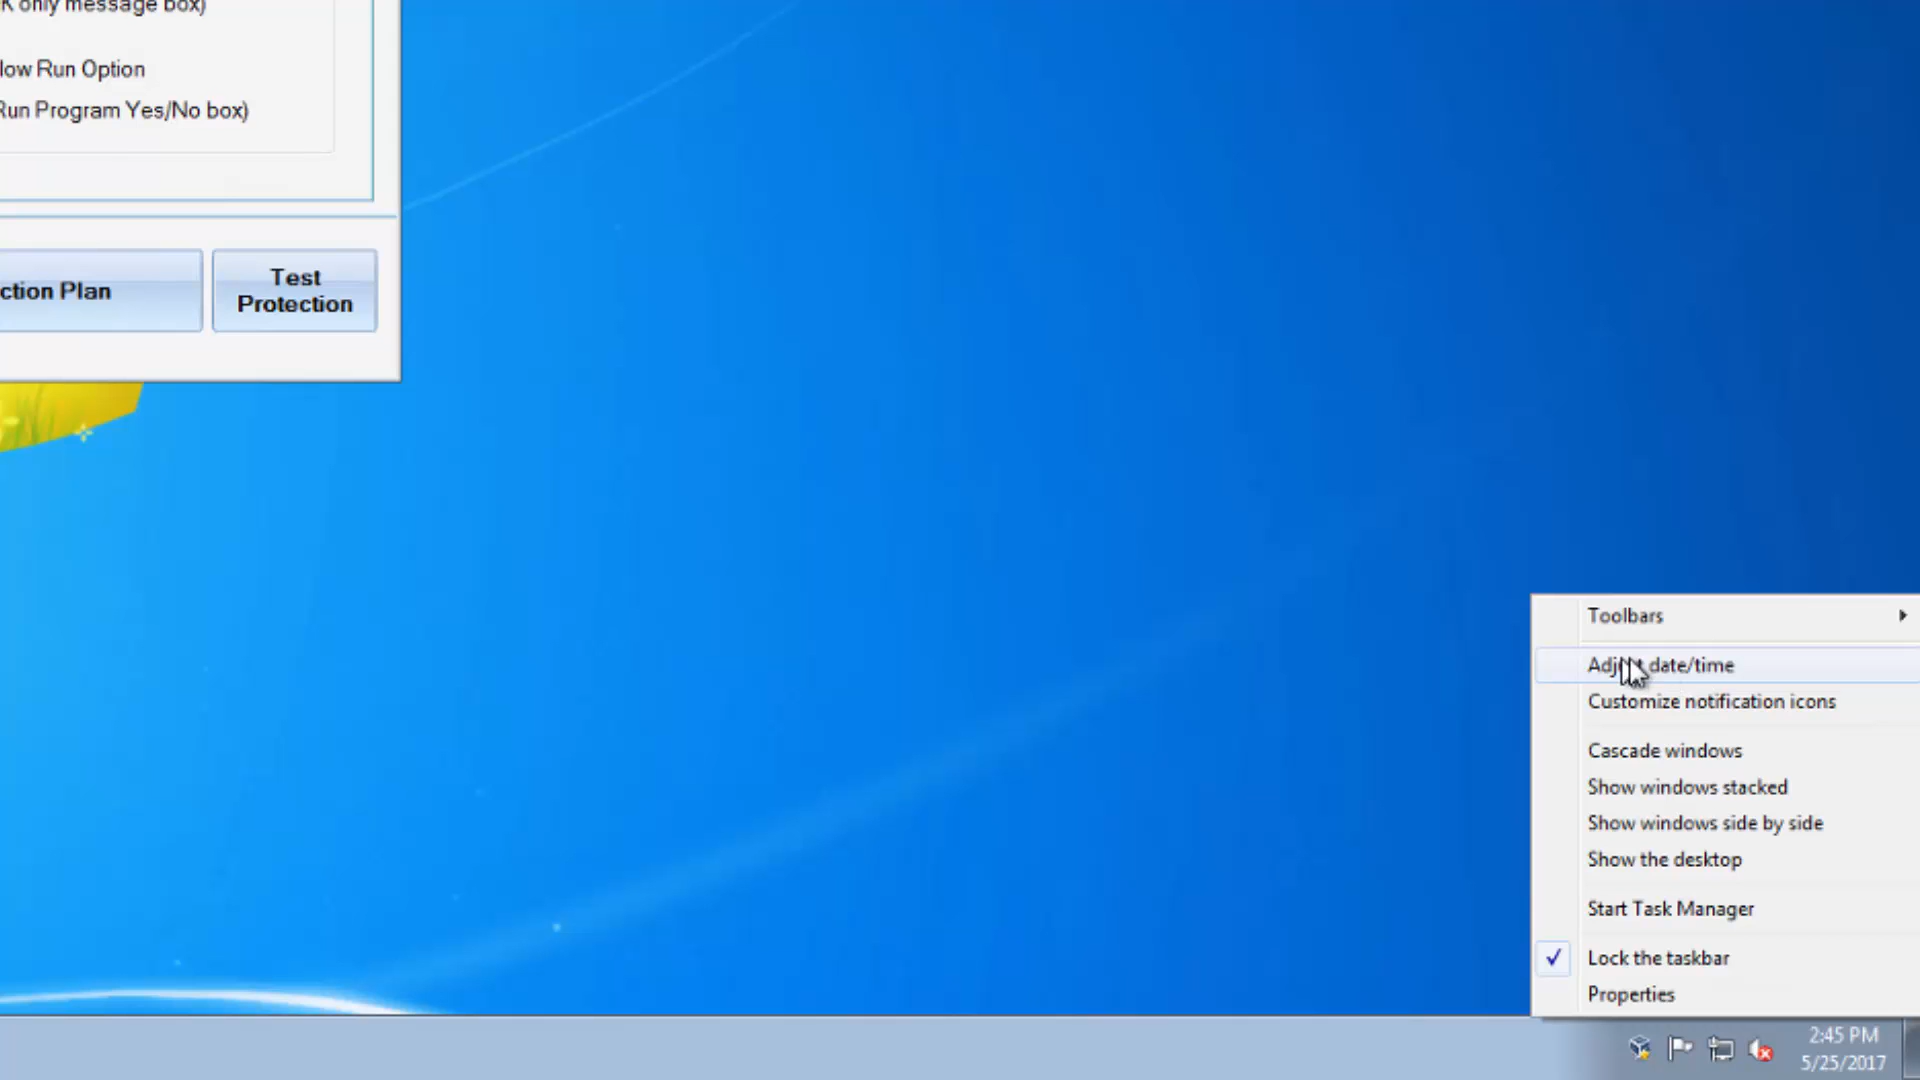 K only message box)
low Run Option
Run Program Yes/No box)
ction Plan
Test
Protection
Toolbars
Adjust date/time
Customize notification icons
Cascade windows
Show windows stacked
Show windows side by side
Show the desktop
Start Task Manager
Lock the taskbar
Properties
2:45 PM
5/25/2017